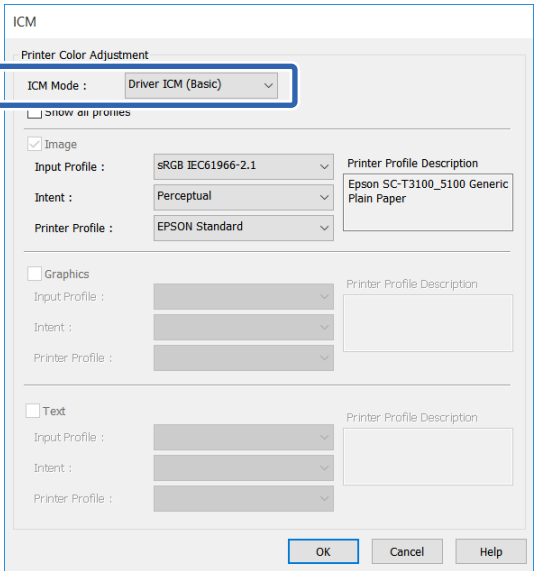 ICM
Printer Color Adjustment
ICM Mode : Driver ICM (Basic)
Show all profiles
Image
Input Profile : sRGB IEC61966-2.1 Printer Profile Description
Intent : Perceptual Epson SC-T3100_5100 Generic
Plain Paper
Printer Profile : EPSON Standard
Graphics
Input Profile : Printer Profile Description
Intent :
Printer Profile :
Text
Input Profile : Printer Profile Description
Intent :
Printer Profile :
OK Cancel Help